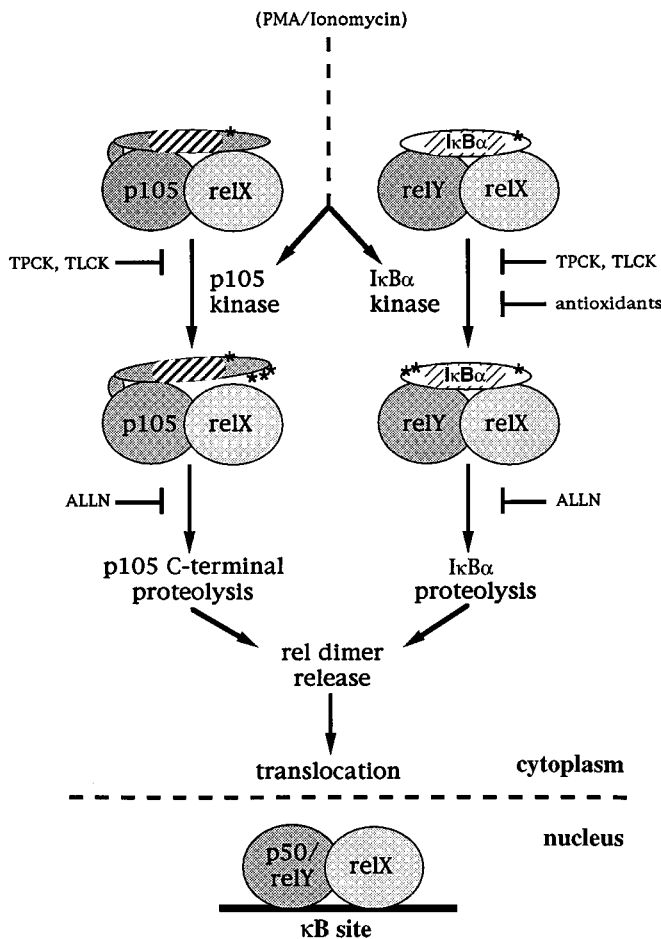 (PMA/Ionomycin)
*
IκBα *
p105 relX
relY relX
TPCK, TLCK
p105
kinase
IκBα
kinase
TPCK, TLCK
antioxidants
*
***
** IκBα *
p105 relX
relY relX
ALLN
ALLN
p105 C-terminal
proteolysis
IκBα
proteolysis
rel dimer
release
translocation
cytoplasm
nucleus
p50/
relY
relX
κB site